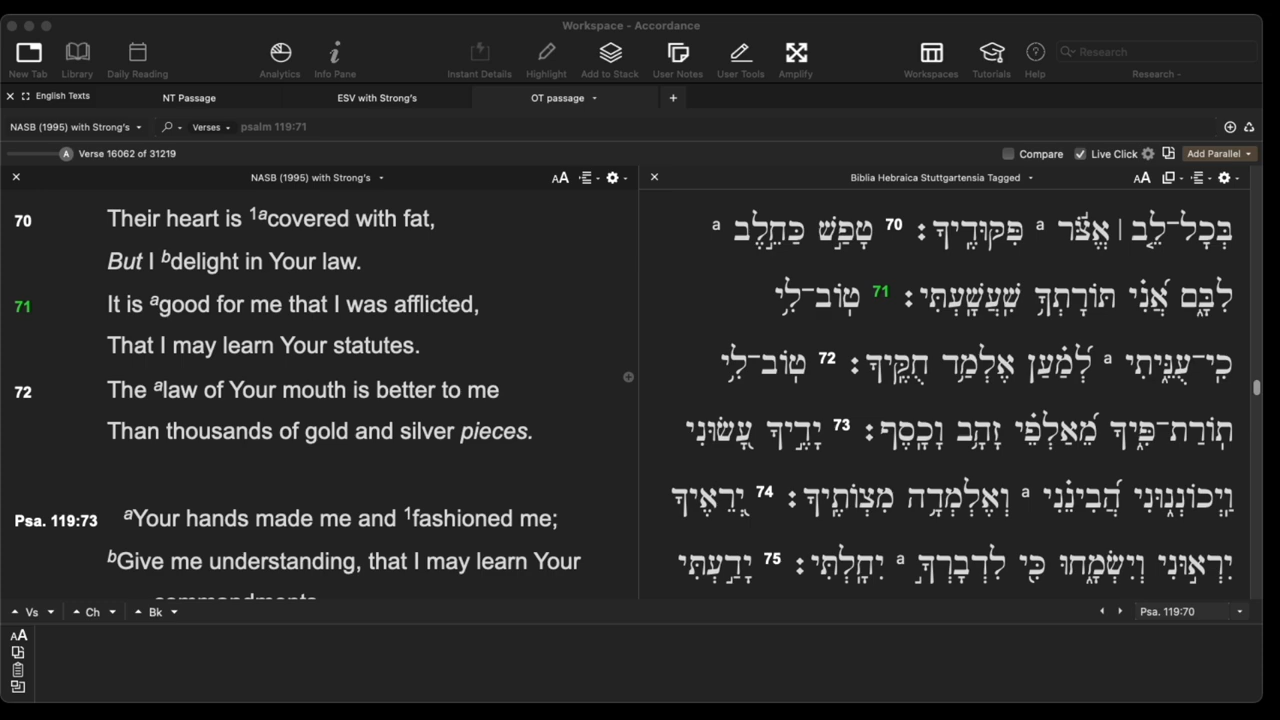 Workspace - Accordance
New Tab Library Daily Reading Analytics Info Pane Instant Details Highlight Add to Stack User Notes User Tools Amplify Workspaces Tutorials Help Research
Research
English Texts NT Passage ESV with Strong's OT passage +
NASB (1995) with Strong's Verses psalm 119:71
A Verse 16062 of 31219 Compare Live Click Add Parallel
NASB (1995) with Strong's AA
70 Their heart is 1acovered with fat,
But I bdelight in Your law.
71 It is agood for me that I was afflicted,
That I may learn Your statutes.
72 The alaw of Your mouth is better to me
Than thousands of gold and silver pieces.
Psa. 119:73 aYour hands made me and 1fashioned me;
bGive me understanding, that I may learn Your
commandments
Biblia Hebraica Stuttgartensia Tagged AA
בְּכָל־לֵ֤ב ׀ אֶצֹּ֬ר a פִּקּוּדֶֽיךָ׃ 70 טָפַ֣שׁ כַּחֵ֣לֶב a
לִבָּ֑ם אֲ֝נִ֗י תּוֹרָתְךָ֥ שִֽׁעֲשָֽׁעְתִּי׃ 71 טֽוֹב־לִ֥י
כִֽי־עֻנֵּ֑יתִי a לְ֝מַ֗עַן אֶלְמַ֥ד חֻקֶּֽיךָ׃ 72 טֽוֹב־לִ֥י
תֽוֹרַת־פִּ֑יךָ מֵ֝אַלְפֵ֗י זָהָ֥ב וָכָֽסֶף׃ 73 יָדֶ֣יךָ עָ֭שׂוּנִי
וַֽיְכוֹנְנ֑וּנִי הֲ֝בִינֵ֗נִי a וְאֶלְמְדָ֥ה מִצְוֺתֶֽיךָ׃ 74 יְ֭רֵאֶיךָ
יִרְא֣וּנִי וְיִשְׂמָ֑חוּ כִּ֖י לִדְבָרְךָ֣ a יִחָֽלְתִּי׃ 75 יָדַ֣עְתִּי
Vs Ch Bk Psa. 119:70
AA